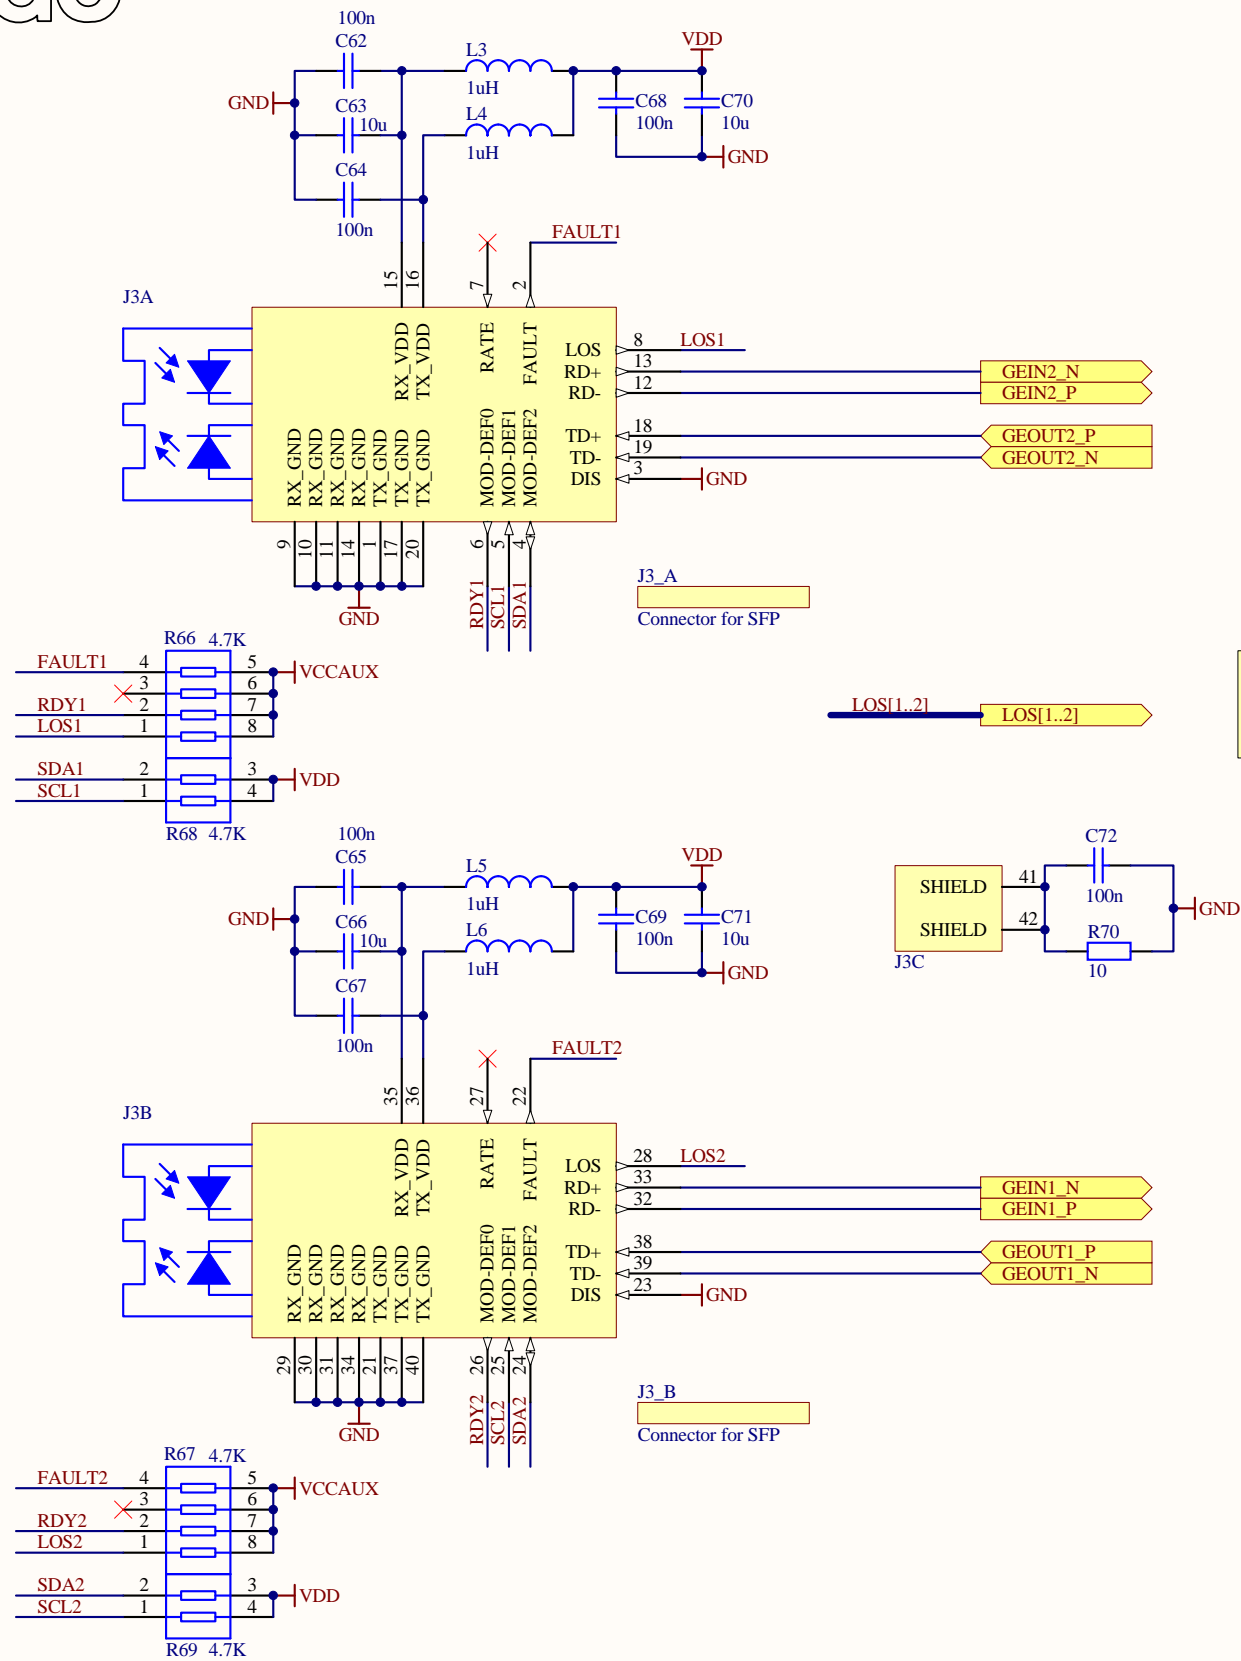 100n
C62
L3
1uH
VDD
GND
C63
10u
L4
1uH
C68
100n
C70
10u
GND
C64
100n
FAULT1
15
16
7
2
J3A
RX_VDD
TX_VDD
RATE
FAULT
LOS
8
LOS1
RD+
13
GEIN2_N
RD-
12
GEIN2_P
TD+
18
GEOUT2_P
TD-
19
GEOUT2_N
DIS
3
GND
RX_GND
RX_GND
RX_GND
RX_GND
TX_GND
TX_GND
TX_GND
MOD-DEF0
MOD-DEF1
MOD-DEF2
9
10
11
14
1
17
20
6
5
4
GND
RDY1
SCL1
SDA1
J3_A
Connector for SFP
R66 4.7K
FAULT1
4
5
VCCAUX
3
6
RDY1
2
7
LOS1
1
8
SDA1
2
3
VDD
SCL1
1
4
R68 4.7K
LOS[1..2]
LOS[1..2]
100n
C65
L5
1uH
VDD
GND
C66
10u
L6
1uH
C69
100n
C71
10u
GND
C67
100n
C72
100n
SHIELD
41
SHIELD
42
GND
R70
10
J3C
FAULT2
35
36
27
22
J3B
RX_VDD
TX_VDD
RATE
FAULT
LOS
28
LOS2
RD+
33
GEIN1_N
RD-
32
GEIN1_P
TD+
38
GEOUT1_P
TD-
39
GEOUT1_N
DIS
23
GND
RX_GND
RX_GND
RX_GND
RX_GND
TX_GND
TX_GND
TX_GND
MOD-DEF0
MOD-DEF1
MOD-DEF2
29
30
31
34
21
37
40
26
25
24
GND
RDY2
SCL2
SDA2
J3_B
Connector for SFP
R67 4.7K
FAULT2
4
5
VCCAUX
3
6
RDY2
2
7
LOS2
1
8
SDA2
2
3
VDD
SCL2
1
4
R69 4.7K